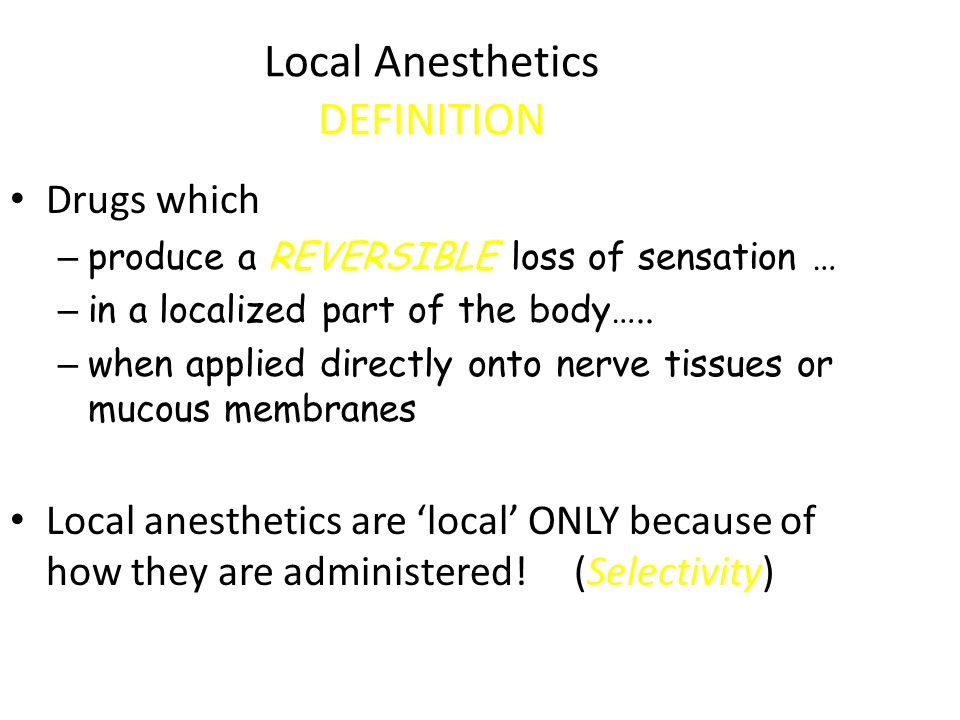 Local Anesthetics
DEFINITION
• Drugs which
– produce a REVERSIBLE loss of sensation …
– in a localized part of the body…..
– when applied directly onto nerve tissues or
mucous membranes
• Local anesthetics are ‘local’ ONLY because of
how they are administered! (Selectivity)